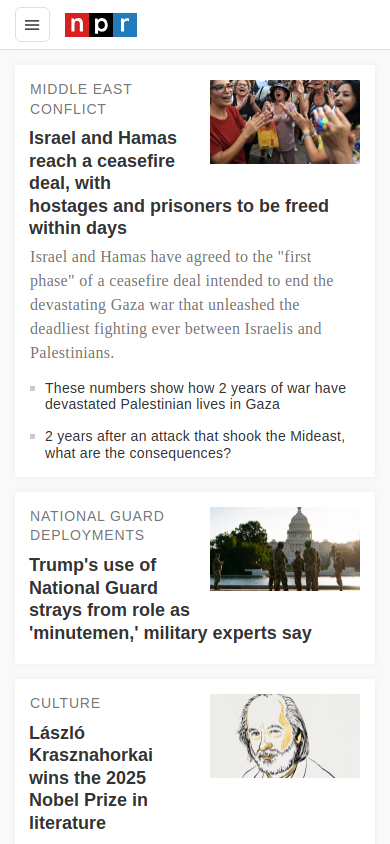 npr
MIDDLE EAST
CONFLICT
Israel and Hamas
reach a ceasefire
deal, with
hostages and prisoners to be freed
within days
Israel and Hamas have agreed to the "first
phase" of a ceasefire deal intended to end the
devastating Gaza war that unleashed the
deadliest fighting ever between Israelis and
Palestinians.
These numbers show how 2 years of war have
devastated Palestinian lives in Gaza
2 years after an attack that shook the Mideast,
what are the consequences?
NATIONAL GUARD
DEPLOYMENTS
Trump's use of
National Guard
strays from role as
'minutemen,' military experts say
CULTURE
László
Krasznahorkai
wins the 2025
Nobel Prize in
literature